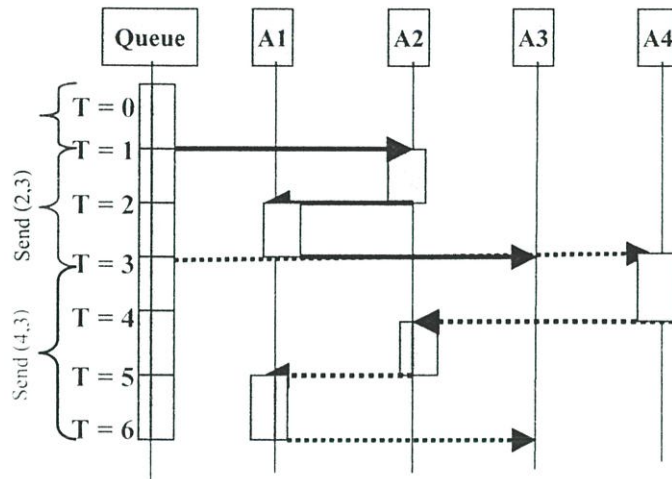 Queue A1 A2 A3 A4
T = 0
T = 1
T = 2
T = 3
T = 4
T = 5
T = 6
Send (2,3)
Send (4,3)